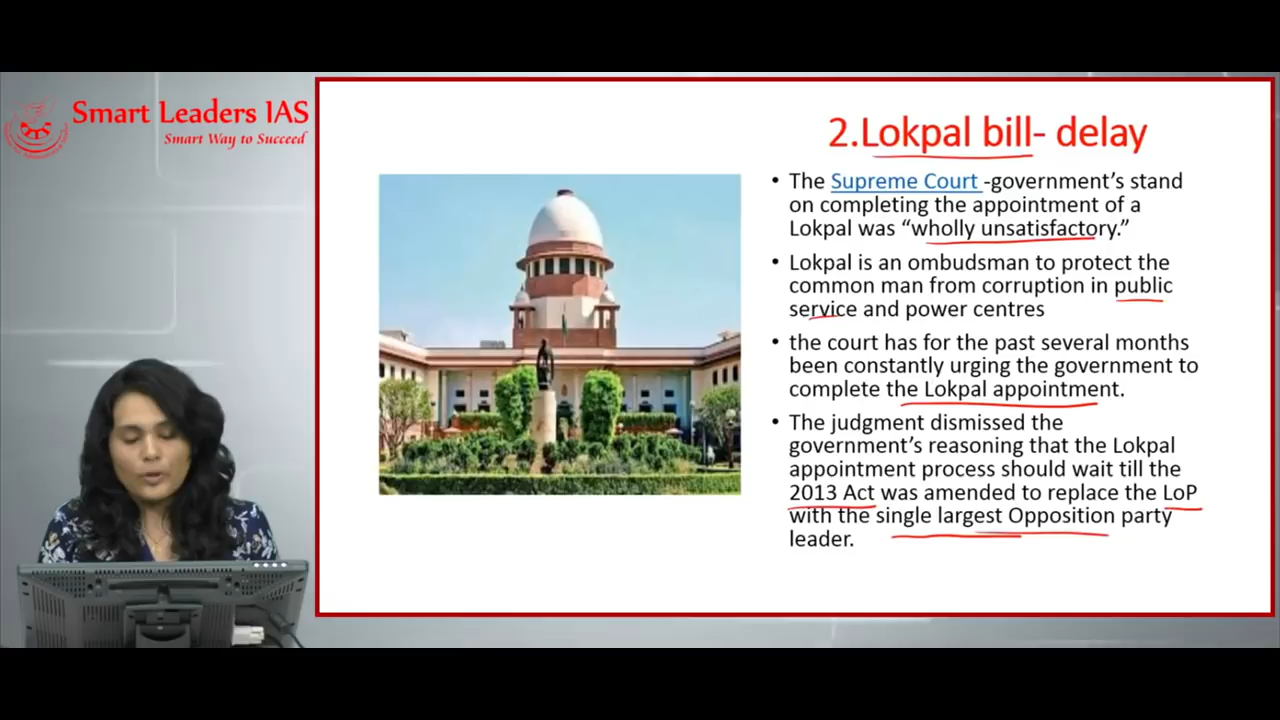 Smart Leaders IAS
Smart Way to Succeed
2.Lokpal bill- delay
• The Supreme Court -government’s stand
on completing the appointment of a
Lokpal was “wholly unsatisfactory.”
• Lokpal is an ombudsman to protect the
common man from corruption in public
service and power centres
• the court has for the past several months
been constantly urging the government to
complete the Lokpal appointment.
• The judgment dismissed the
government’s reasoning that the Lokpal
appointment process should wait till the
2013 Act was amended to replace the LoP
with the single largest Opposition party
leader.